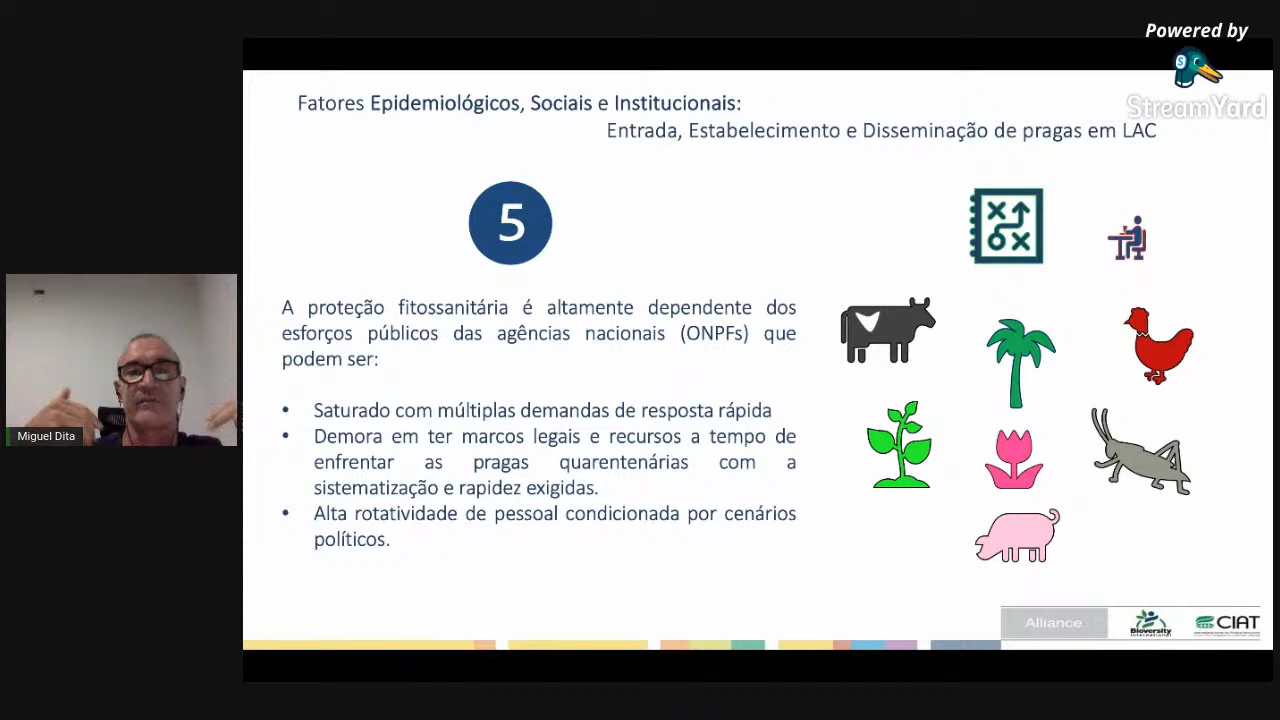 Powered by
StreamYard
Fatores Epidemiológicos, Sociais e Institucionais:
Entrada, Estabelecimento e Disseminação de pragas em LAC
5
A proteção fitossanitária é altamente dependente dos
esforços públicos das agências nacionais (ONPFs) que
podem ser:
• Saturado com múltiplas demandas de resposta rápida
• Demora em ter marcos legais e recursos a tempo de
enfrentar as pragas quarentenárias com a
sistematização e rapidez exigidas.
• Alta rotatividade de pessoal condicionada por cenários
políticos.
Miguel Dita
Alliance
Bioversity
International
CIAT